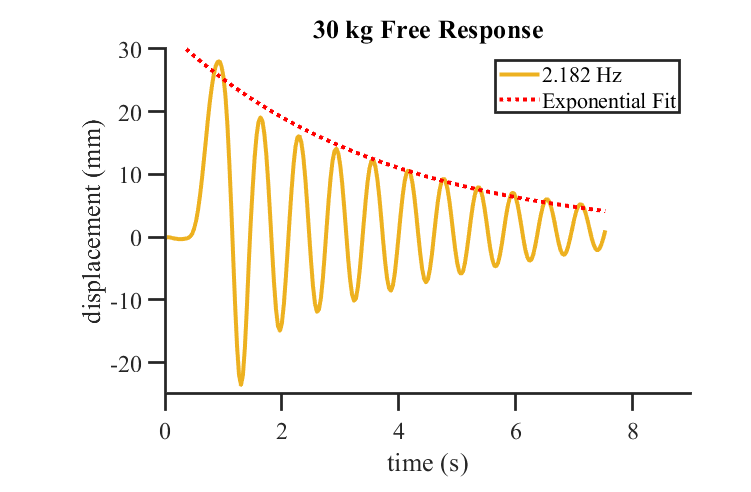 30 kg Free Response
2.182 Hz
Exponential Fit
displacement (mm)
30
20
10
0
-10
-20
0 2 4 6 8
time (s)